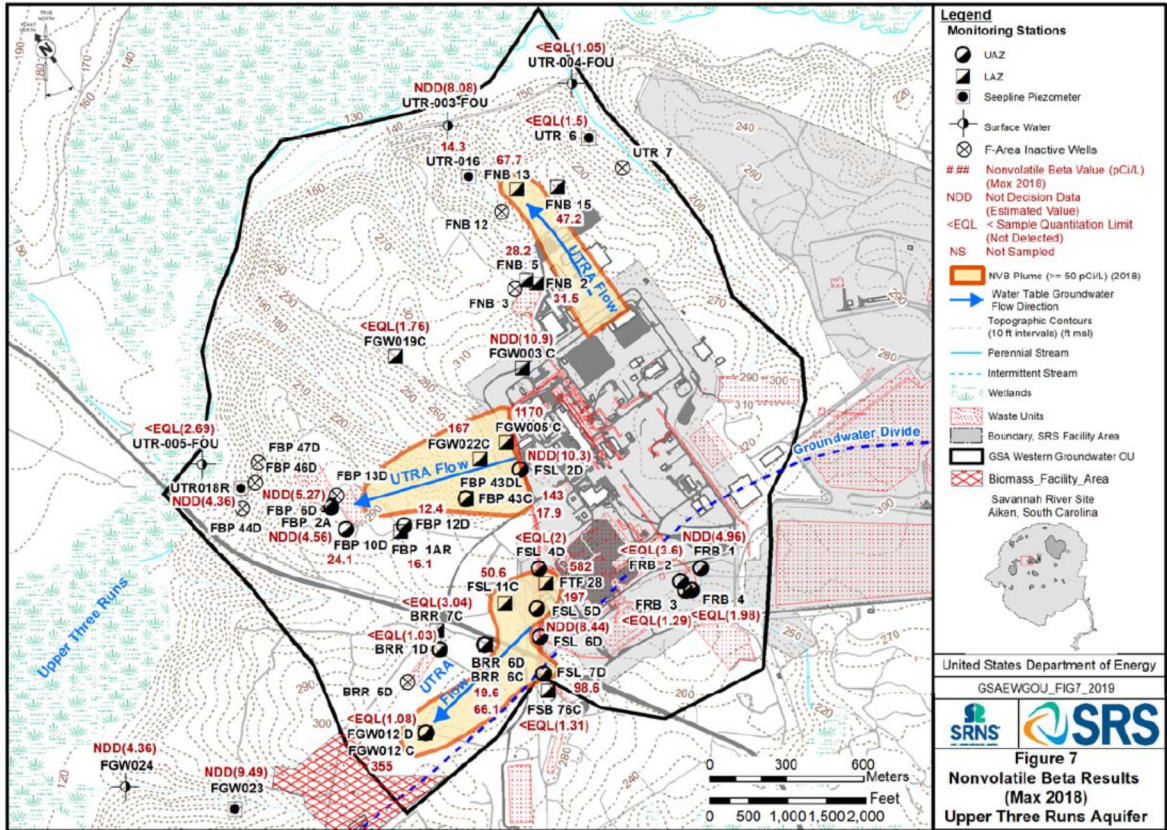 TRUE
NORTH
PLANT
NORTH
N
<EQL(1.05)
UTR-004-FOU
NDD(8.08)
UTR-003-FOU
<EQL(1.5)
UTR 6
14.3
UTR-016
UTR 7
67.7
FNB 13
FNB 15
47.2
FNB 12
UTRA Flow
28.2
FNB 5
FNB 2
FNB 3
31.5
<EQL(1.76)
FGW019C
NDD(10.9)
FGW003 C
1170
FGW005 C
167
FGW022C
Groundwater Divide
<EQL(2.69)
UTR-005-FOU
FBP 47D
FBP 46D
FBP 13D
UTRA Flow
NDD(10.3)
FSL 2D
FBP 43DL
FBP 43C
143
17.9
UTR018R
NDD(4.36)
NDD(5.27)
FBP 6D
FBP 44D
FBP 2A
NDD(4.56)
FBP 10D
24.1
12.4
FBP 12D
FBP 1AR
16.1
<EQL(2)
FSL 4D
582
FTF 28
197
FSL 5D
50.6
FSL 11C
NDD(4.96)
FRB 1
<EQL(3.6)
FRB 2
FRB 3
FRB 4
<EQL(1.29)
<EQL(1.98)
<EQL(3.04)
BRR 7C
<EQL(1.03)
BRR 1D
NDD(8.44)
FSL 6D
BRR 6D
BRR 6C
UTRA
Flow
FSL 7D
98.6
BRR 6D
19.6
66.1
FSB 76C
<EQL(1.31)
<EQL(1.08)
FGW012 D
FGW012 C
355
Upper Three Runs
NDD(4.36)
FGW024
NDD(9.49)
FGW023
0 300 600
Meters
Feet
0 500 1,000 1,500 2,000
Legend
Monitoring Stations
UAZ
LAZ
Seepline Piezometer
Surface Water
F-Area Inactive Wells
#.## Nonvolatile Beta Value (pCi/L)
(Max 2018)
NDD Not Decision Data
(Estimated Value)
<EQL < Sample Quantitation Limit
(Not Detected)
NS Not Sampled
NVB Plume (>= 50 pCi/L) (2018)
Water Table Groundwater
Flow Direction
Topographic Contours
(10 ft intervals) (ft msl)
Perennial Stream
Intermittent Stream
Wetlands
Waste Units
Boundary, SRS Facility Area
GSA Western Groundwater OU
Biomass_Facility_Area
Savannah River Site
Aiken, South Carolina
United States Department of Energy
GSAEWGOU_FIG7_2019
SRNS
SRS
Figure 7
Nonvolatile Beta Results
(Max 2018)
Upper Three Runs Aquifer